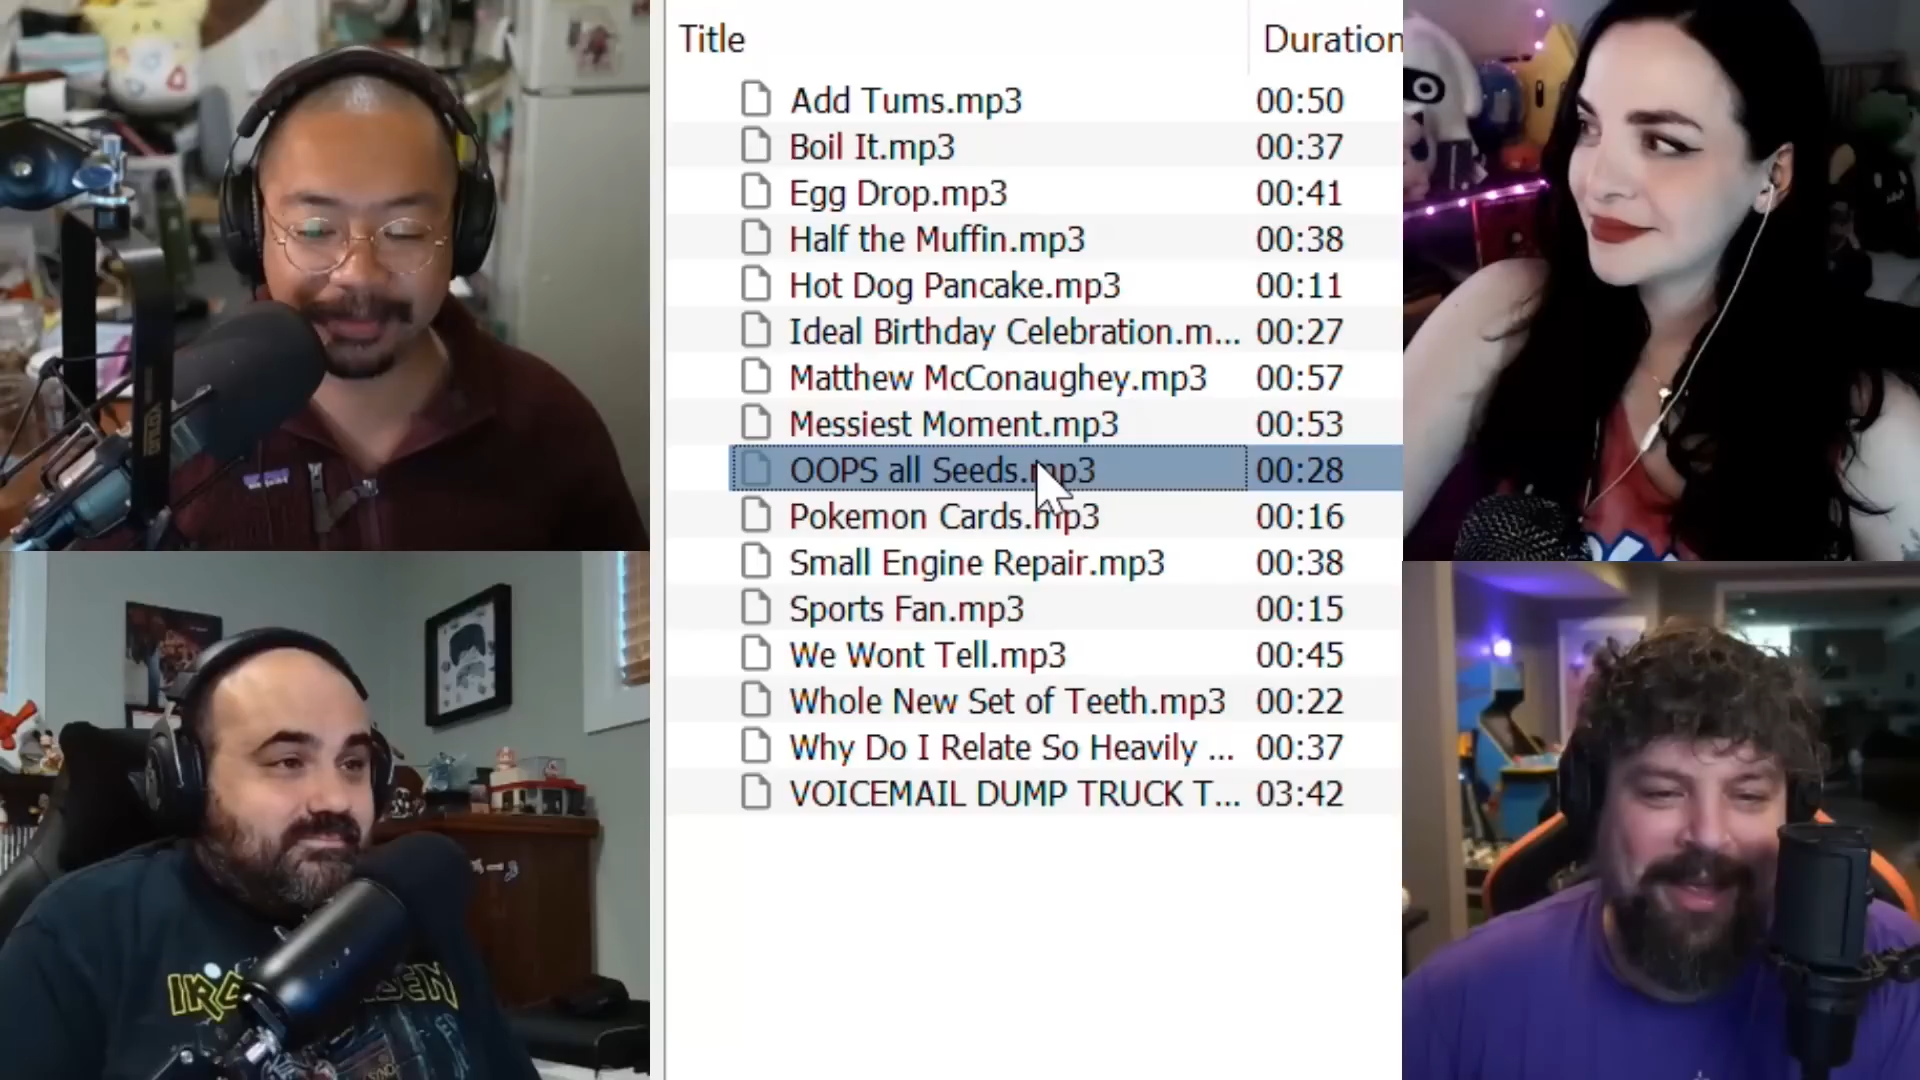 Title Duration
Add Tums.mp3 00:50
Boil It.mp3 00:37
Egg Drop.mp3 00:41
Half the Muffin.mp3 00:38
Hot Dog Pancake.mp3 00:11
Ideal Birthday Celebration.m... 00:27
Matthew McConaughey.mp3 00:57
Messiest Moment.mp3 00:53
OOPS all Seeds.mp3 00:28
Pokemon Cards.mp3 00:16
Small Engine Repair.mp3 00:38
Sports Fan.mp3 00:15
We Wont Tell.mp3 00:45
Whole New Set of Teeth.mp3 00:22
Why Do I Relate So Heavily ... 00:37
VOICEMAIL DUMP TRUCK T... 03:42